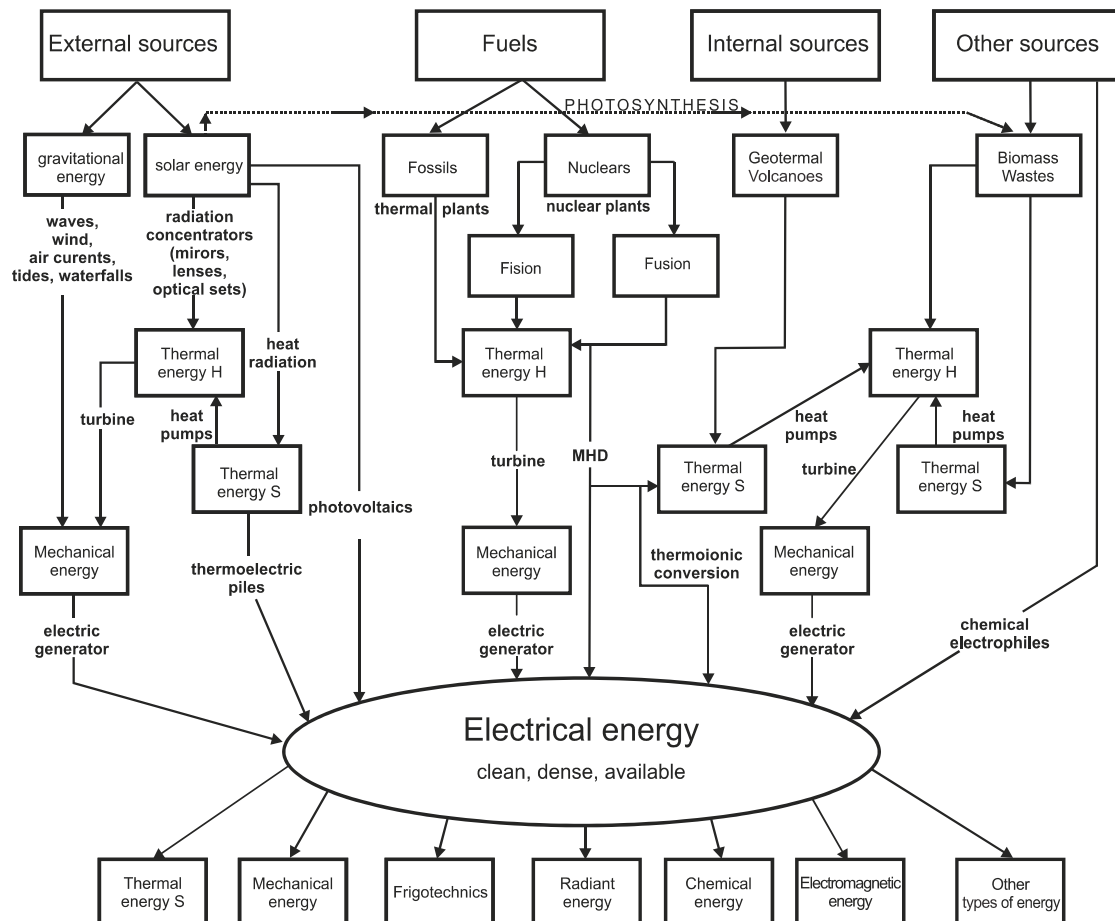 External sources
Fuels
Internal sources
Other sources
PHOTOSYNTHESIS
gravitational
energy
solar energy
Fossils
Nuclears
Geotermal
Volcanoes
Biomass
Wastes
waves,
wind,
air curents,
tides, waterfalls
radiation
concentrators
(mirors,
lenses,
optical sets)
thermal plants
nuclear plants
Fision
Fusion
Thermal
energy H
heat
radiation
Thermal
energy H
Thermal
energy H
turbine
heat
pumps
heat
pumps
heat
pumps
Thermal
energy S
turbine
MHD
Thermal
energy S
turbine
Thermal
energy S
photovoltaics
Mechanical
energy
thermoelectric
piles
Mechanical
energy
thermoionic
conversion
Mechanical
energy
electric
generator
electric
generator
electric
generator
chemical
electrophiles
Electrical energy
clean, dense, available
Thermal
energy S
Mechanical
energy
Frigotechnics
Radiant
energy
Chemical
energy
Electromagnetic
energy
Other
types of energy